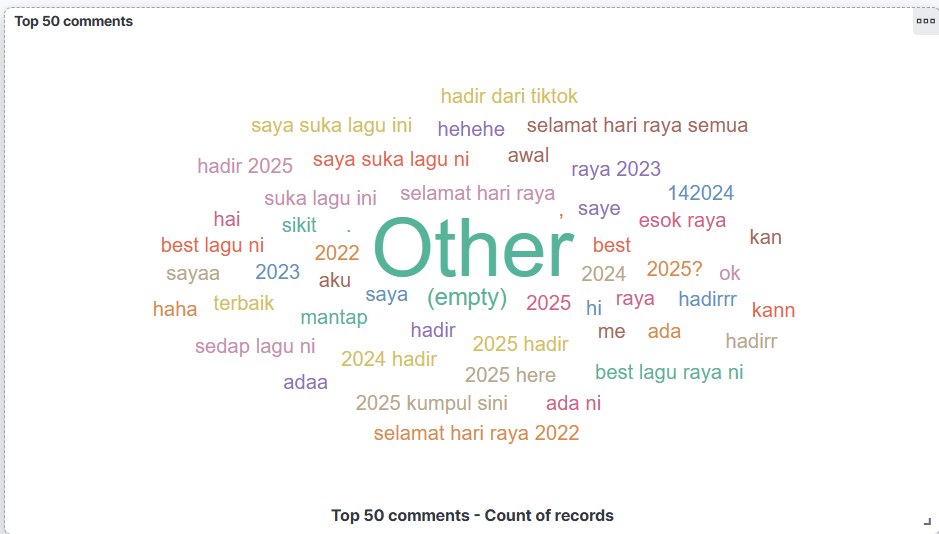 Top 50 comments
hadir dari tiktok
saya suka lagu ini hehehe selamat hari raya semua
hadir 2025 saya suka lagu ni awal raya 2023
suka lagu ini selamat hari raya , saye 142024
hai sikit . Other esok raya
best lagu ni 2022 best kan
sayaa 2023 aku 2024 2025? ok
haha terbaik saya (empty) 2025 hi raya hadirrr kann
mantap hadir me ada hadirr
sedap lagu ni 2024 hadir 2025 hadir
adaa 2025 here best lagu raya ni
2025 kumpul sini ada ni
selamat hari raya 2022
Top 50 comments - Count of records